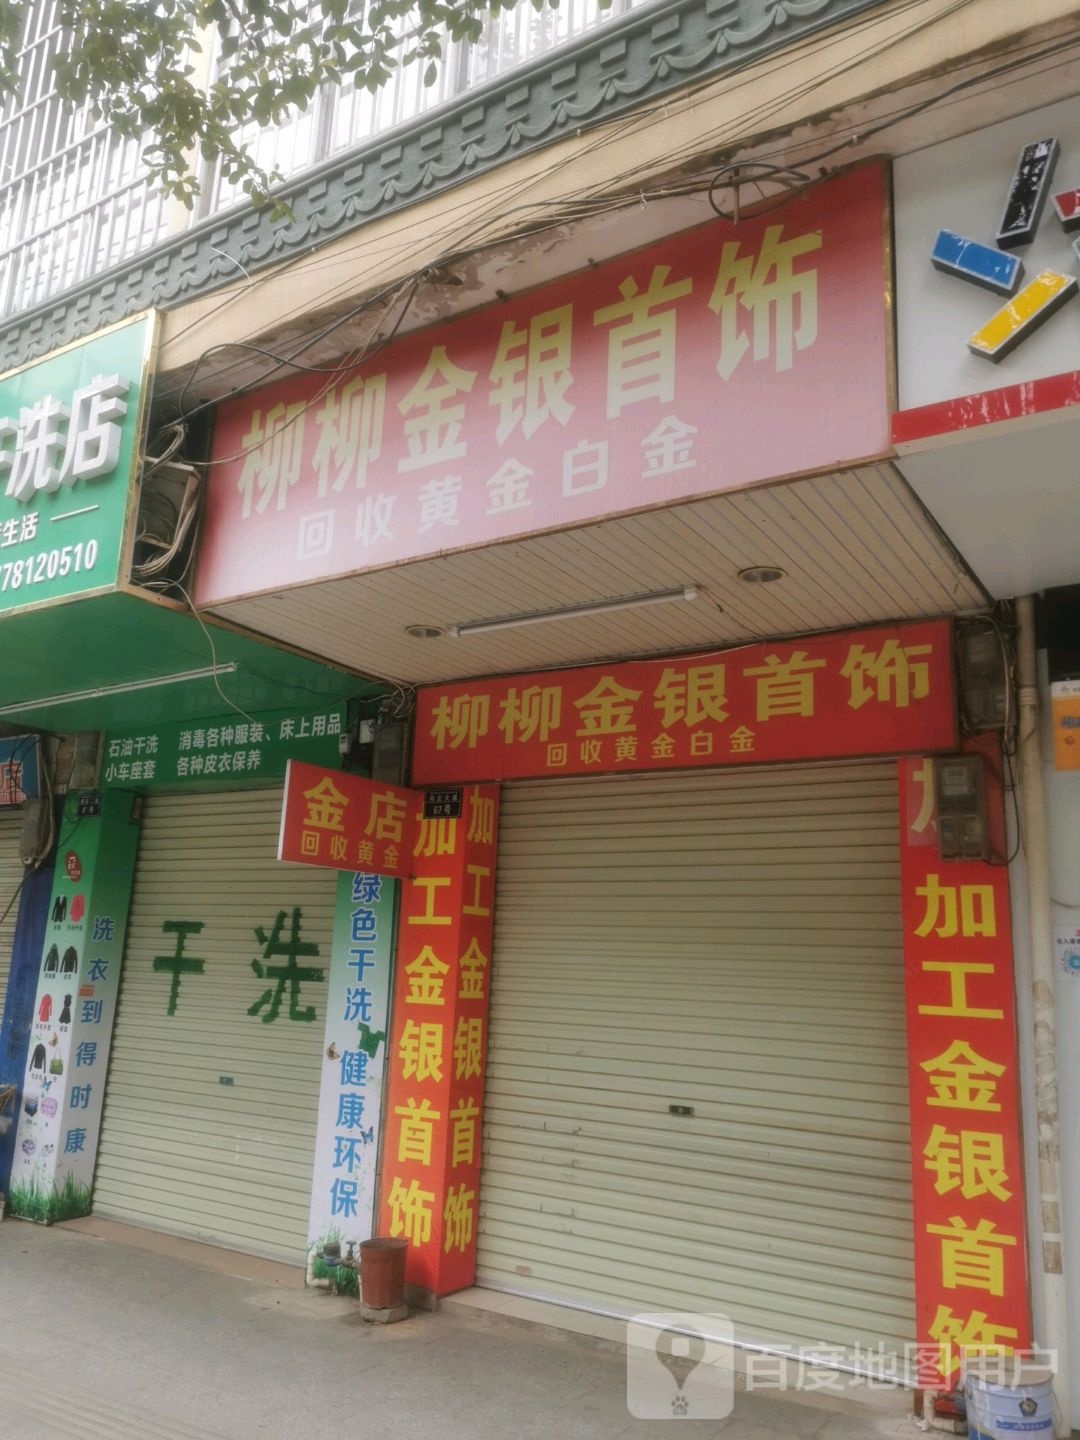 干洗店
生活
78120510
柳柳金银首饰
回收黄金白金
柳柳金银首饰
回收黄金白金
石油干洗 消毒各种服装、床上用品
小车座套 各种皮衣保养
金店
回收黄金
67号
店
洗衣到得时康
干洗
绿色干洗 健康环保
加工金银首饰
加工金银首饰
加工金银首饰
百度地图用户